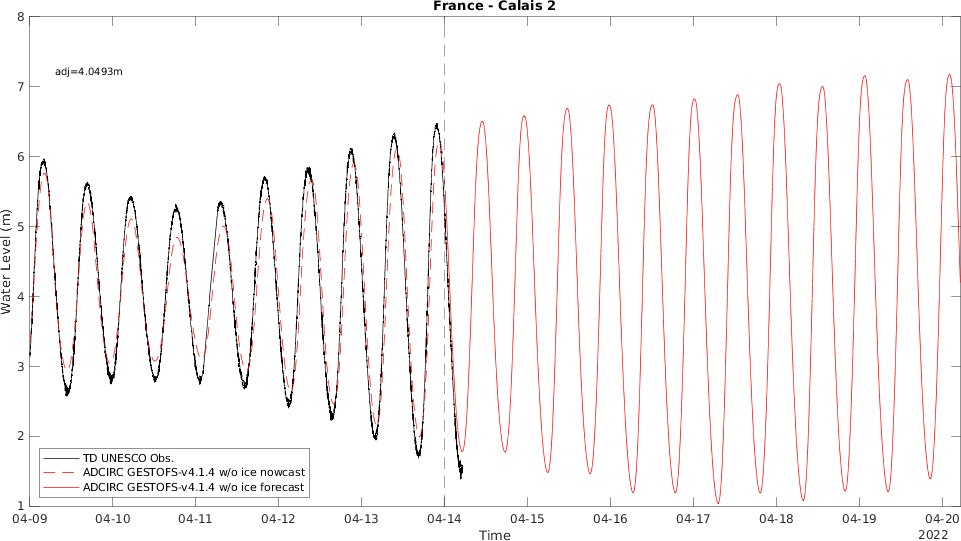 France - Calais 2
8
adj=4.0493m
7
6
5
4
3
2
1
Water Level (m)
TD UNESCO Obs.
ADCIRC GESTOFS-v4.1.4 w/o ice nowcast
ADCIRC GESTOFS-v4.1.4 w/o ice forecast
04-09 04-10 04-11 04-12 04-13 04-14 04-15 04-16 04-17 04-18 04-19 04-20
Time
2022